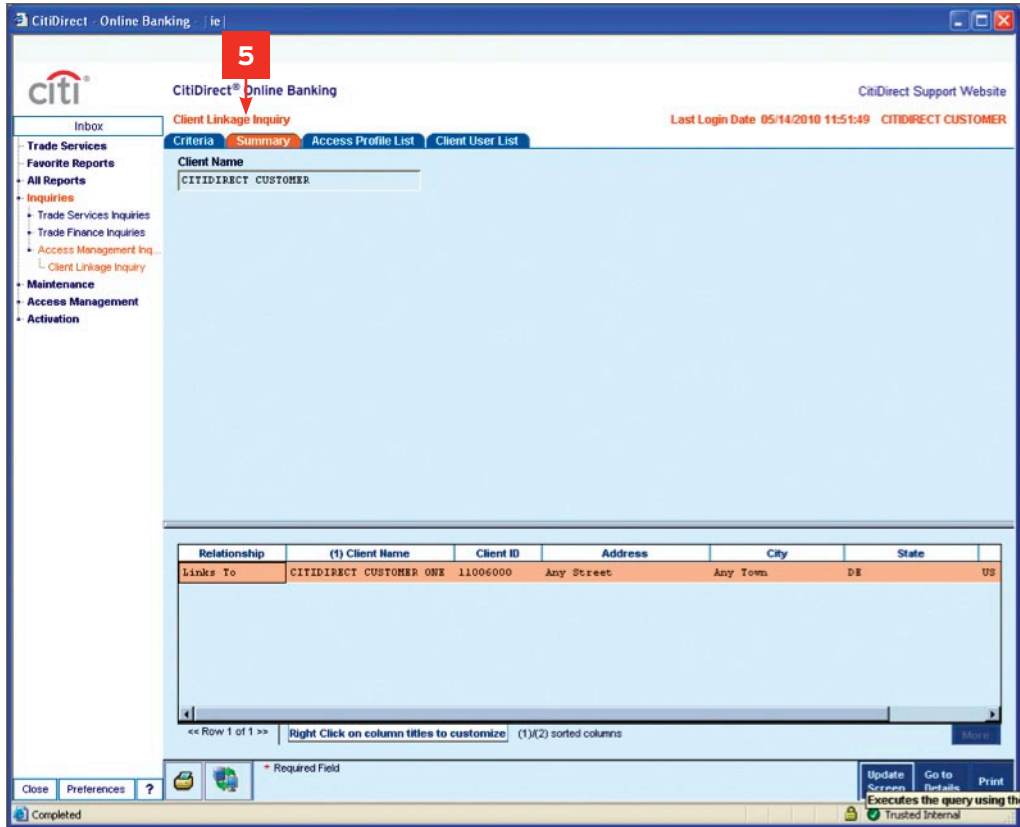 CitiDirect - Online Banking - | ie |
5
citi®
CitiDirect® Online Banking
CitiDirect Support Website
Inbox
Client Linkage Inquiry
Last Login Date 05/14/2010 11:51:49 CITIDIRECT CUSTOMER
Criteria Summary Access Profile List Client User List
Trade Services
Favorite Reports
All Reports
Inquiries
Trade Services Inquiries
Trade Finance Inquiries
Access Management Inq...
Client Linkage Inquiry
Maintenance
Access Management
Activation
Client Name
CITIDIRECT CUSTOMER
Relationship (1) Client Name Client ID Address City State
Links To CITIDIRECT CUSTOMER ONE 11006000 Any Street Any Town DE US
<< Row 1 of 1 >> Right Click on column titles to customize (1)/(2) sorted columns
More
* Required Field
Update Screen
Go to Details
Print
Executes the query using the
Close Preferences ?
Completed
Trusted Internal